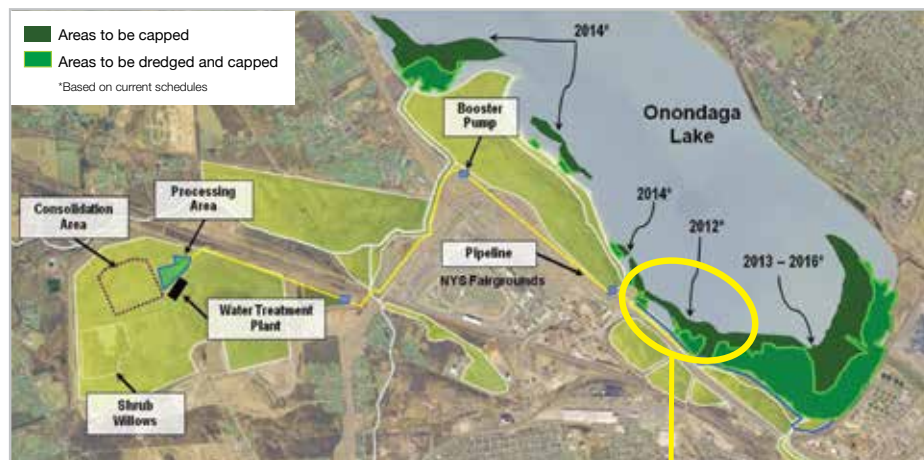 Areas to be capped
Areas to be dredged and capped
*Based on current schedules
2014*
Booster
Pump
Onondaga
Lake
Processing
Area
Consolidation
Area
2014*
2012*
Pipeline
NYS Fairgrounds
2013 – 2016*
Water Treatment
Plant
Shrub
Willows